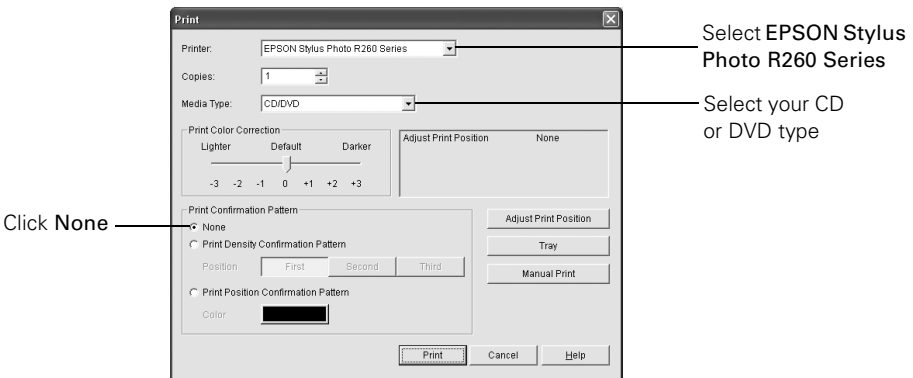 Print
Printer: EPSON Stylus Photo R260 Series
Select EPSON Stylus
Photo R260 Series
Copies: 1
Media Type: CD/DVD
Select your CD
or DVD type
Print Color Correction
Lighter Default Darker
-3 -2 -1 0 +1 +2 +3
Adjust Print Position None
Click None
Print Confirmation Pattern
None
Print Density Confirmation Pattern
Position First Second Third
Print Position Confirmation Pattern
Color
Adjust Print Position
Tray
Manual Print
Print Cancel Help